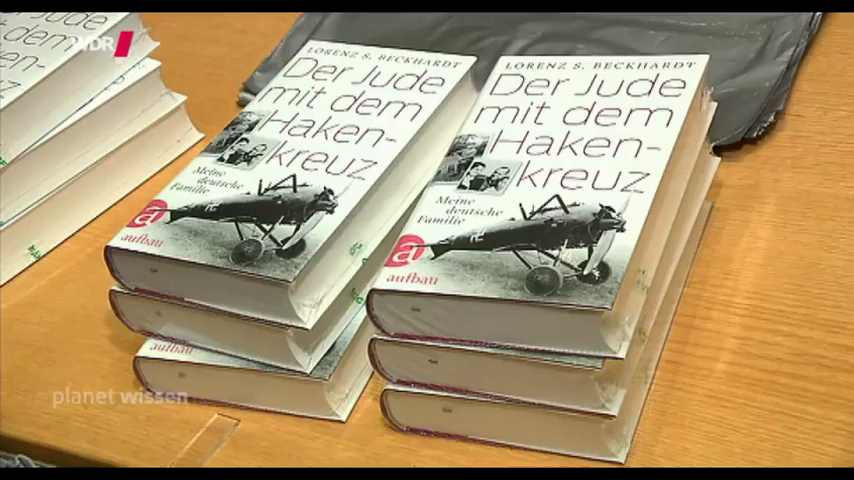 WDR
LORENZ S. BECKHARDT
Der Jude
mit dem
Haken-
kreuz
Meine
deutsche
Familie
a
aufbau
aufbau
LORENZ S. BECKHARDT
Der Jude
mit dem
Haken-
kreuz
Meine
deutsche
Familie
a
aufbau
planet wissen